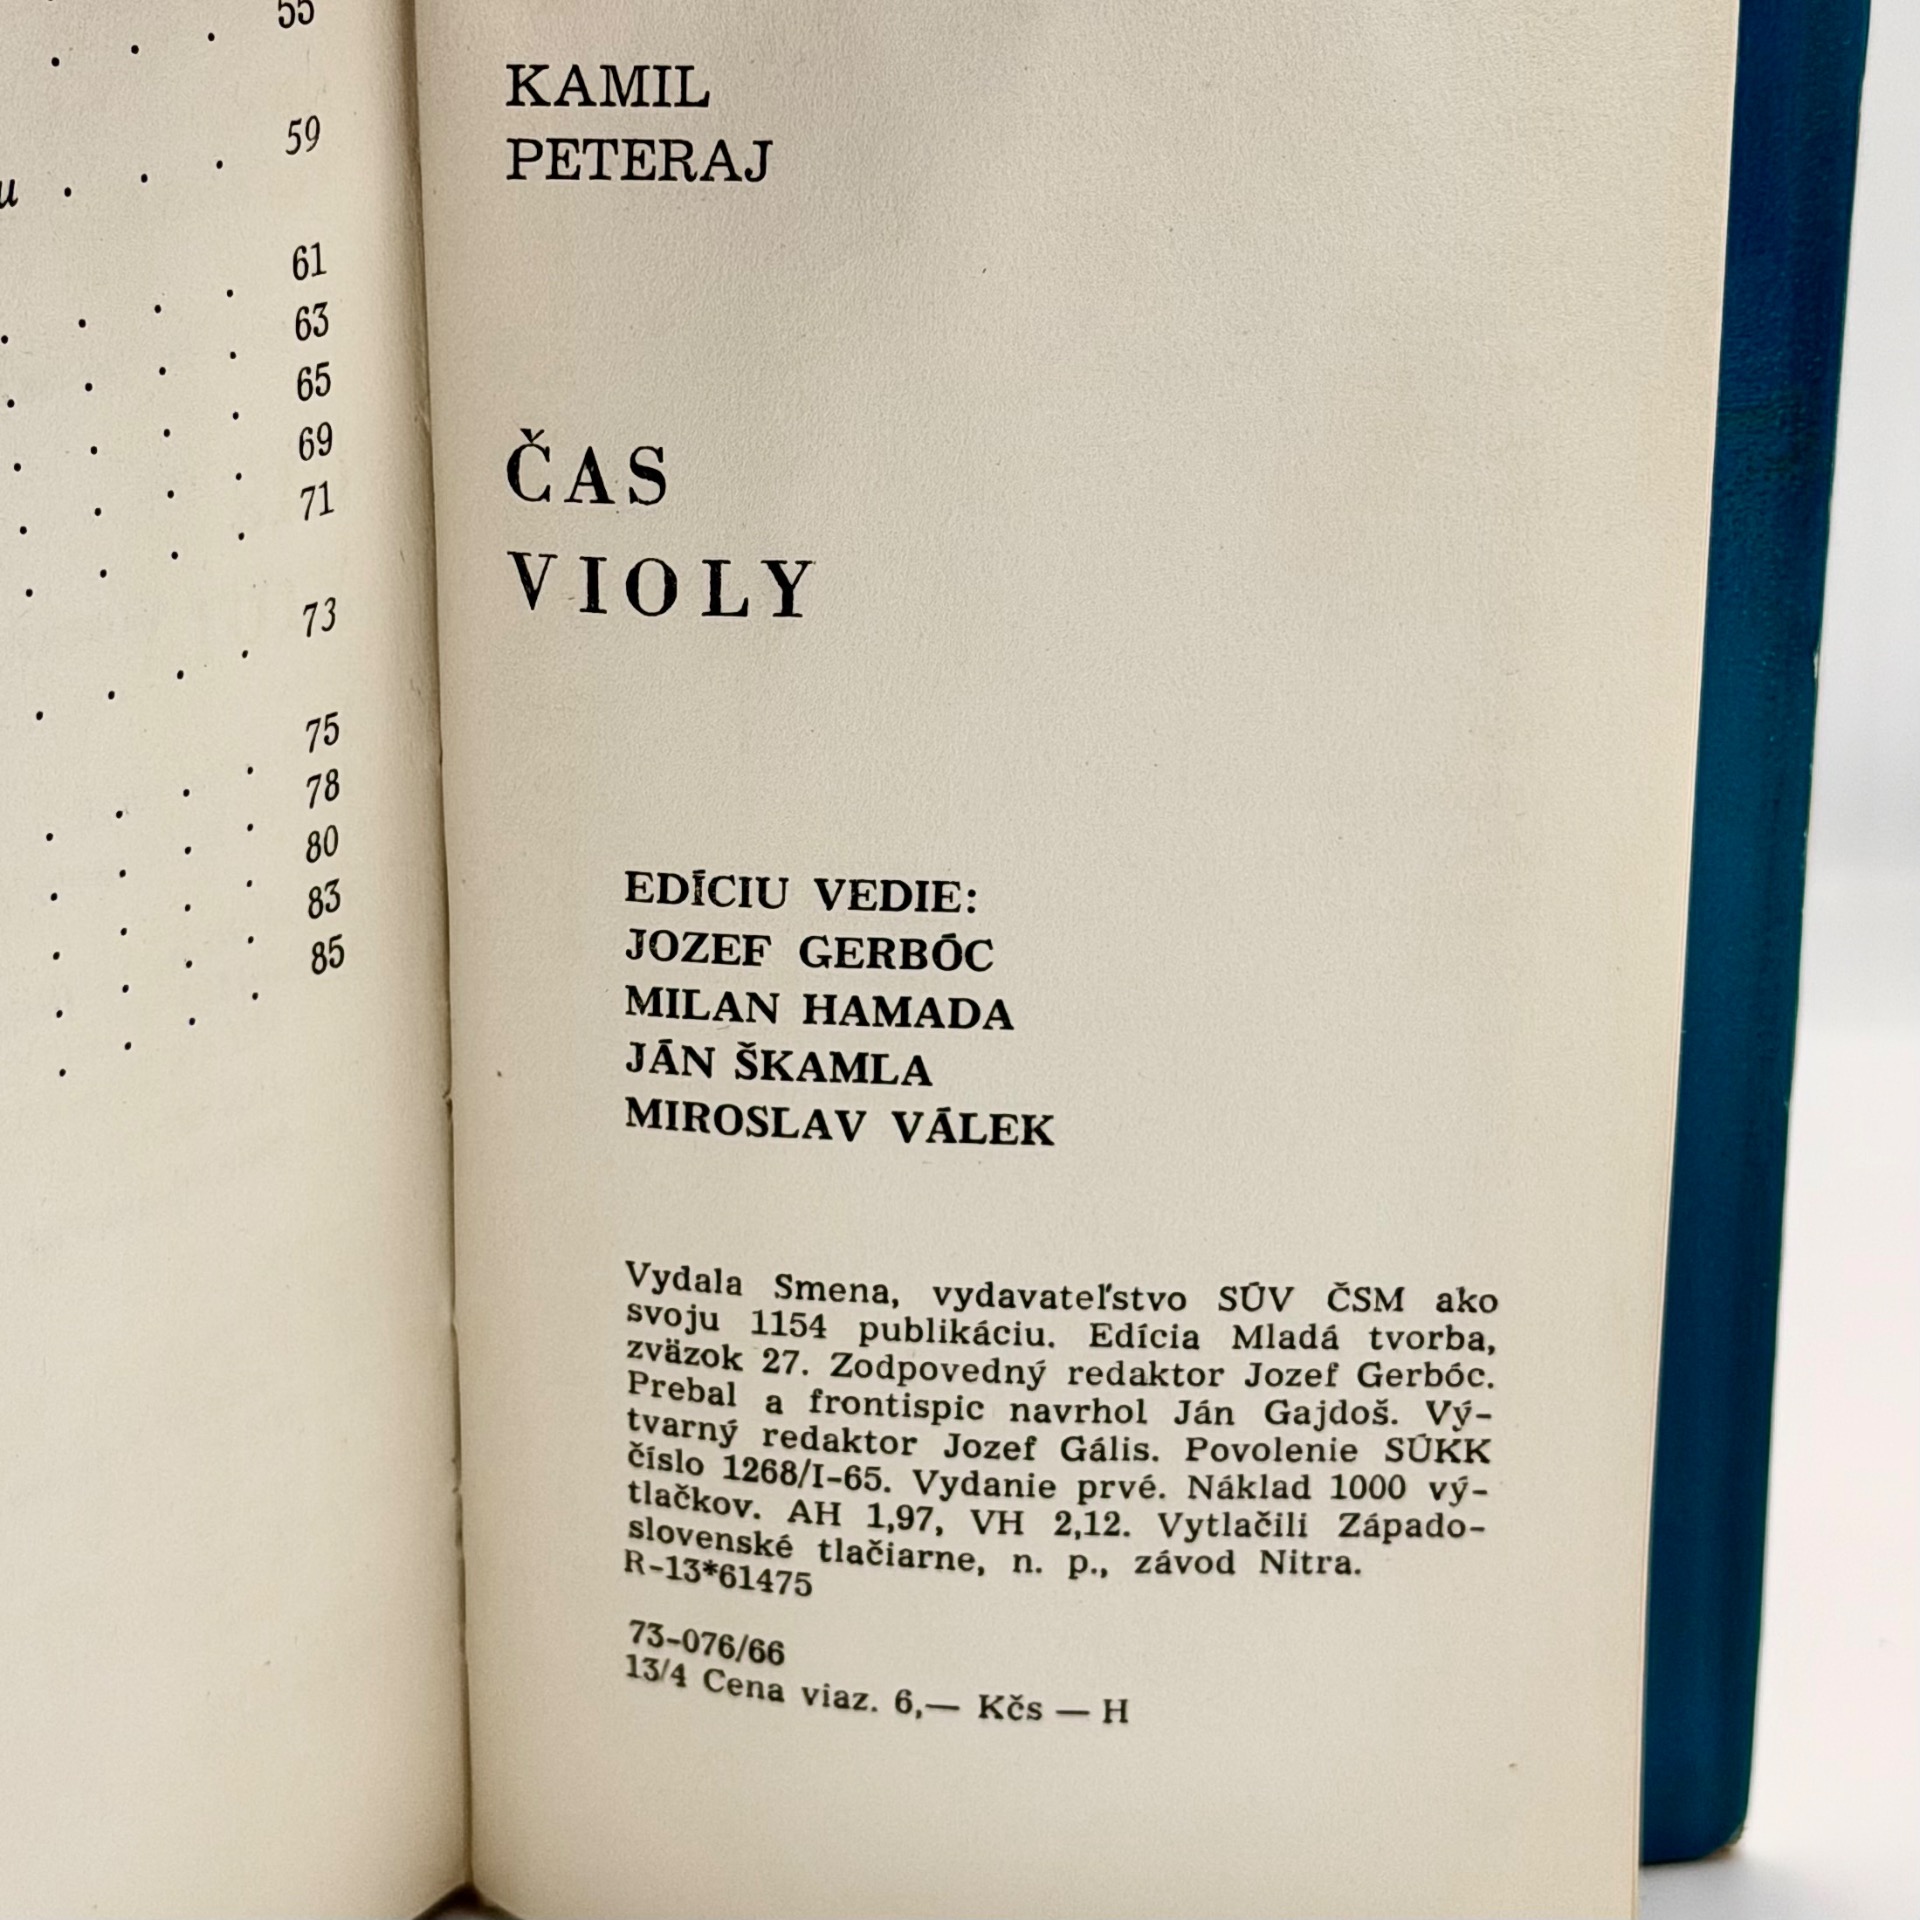 55
59
u
61
63
65
69
71
73
75
78
80
83
85
KAMIL
PETERAJ
ČAS
VIOLY
EDÍCIU VEDIE:
JOZEF GERBÓC
MILAN HAMADA
JÁN ŠKAMLA
MIROSLAV VÁLEK
Vydala Smena, vydavateľstvo SÚV ČSM ako
svoju 1154 publikáciu. Edícia Mladá tvorba,
zväzok 27. Zodpovedný redaktor Jozef Gerbóc.
Prebal a frontispic navrhol Ján Gajdoš. Vý-
tvarný redaktor Jozef Gális. Povolenie SÚKK
číslo 1268/I-65. Vydanie prvé. Náklad 1000 vý-
tlačkov. AH 1,97, VH 2,12. Vytlačili Západo-
slovenské tlačiarne, n. p., závod Nitra.
R-13*61475
73-076/66
13/4 Cena viaz. 6,— Kčs — H